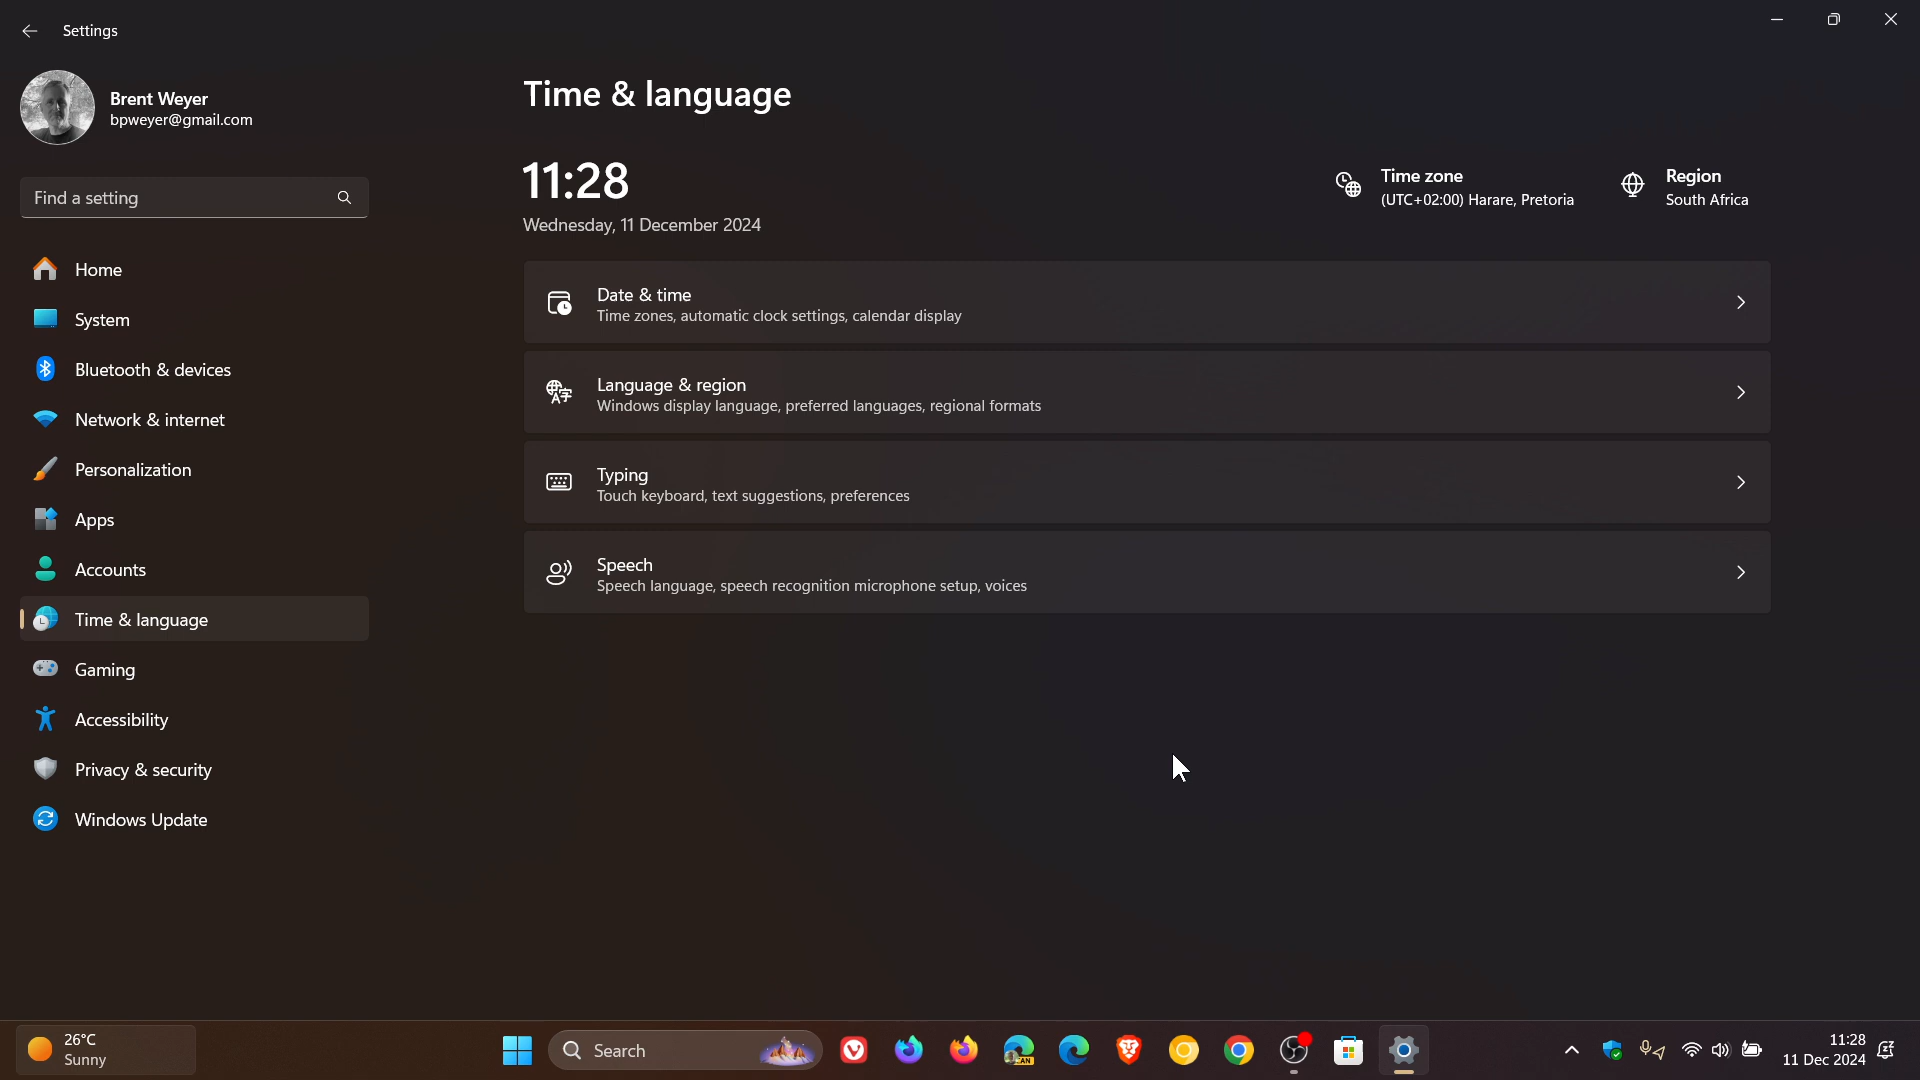 Settings
Brent Weyer
bpweyer@gmail.com
Find a setting
Home
System
Bluetooth & devices
Network & internet
Personalization
Apps
Accounts
Time & language
Gaming
Accessibility
Privacy & security
Windows Update
Time & language
11:28
Wednesday, 11 December 2024
Time zone
(UTC+02:00) Harare, Pretoria
Region
South Africa
Date & time
Time zones, automatic clock settings, calendar display
Language & region
Windows display language, preferred languages, regional formats
Typing
Touch keyboard, text suggestions, preferences
Speech
Speech language, speech recognition microphone setup, voices
26°C
Sunny
Search
11:28
11 Dec 2024